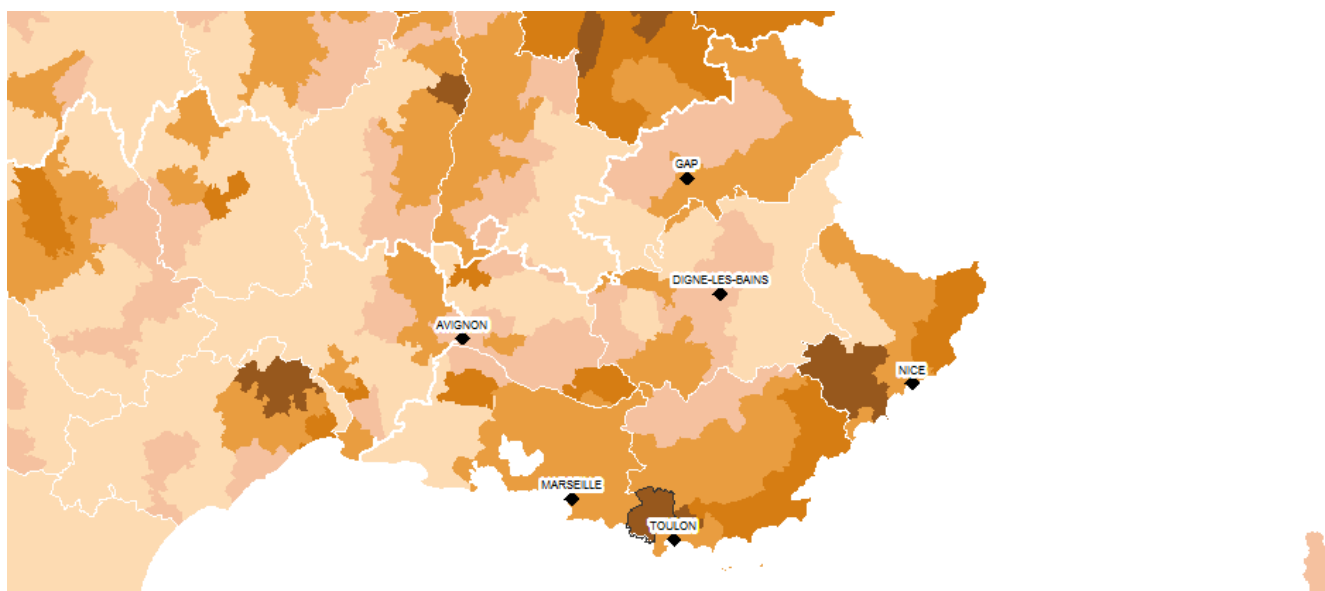 GAP
DIGNE-LES-BAINS
AVIGNON
NICE
MARSEILLE
TOULON